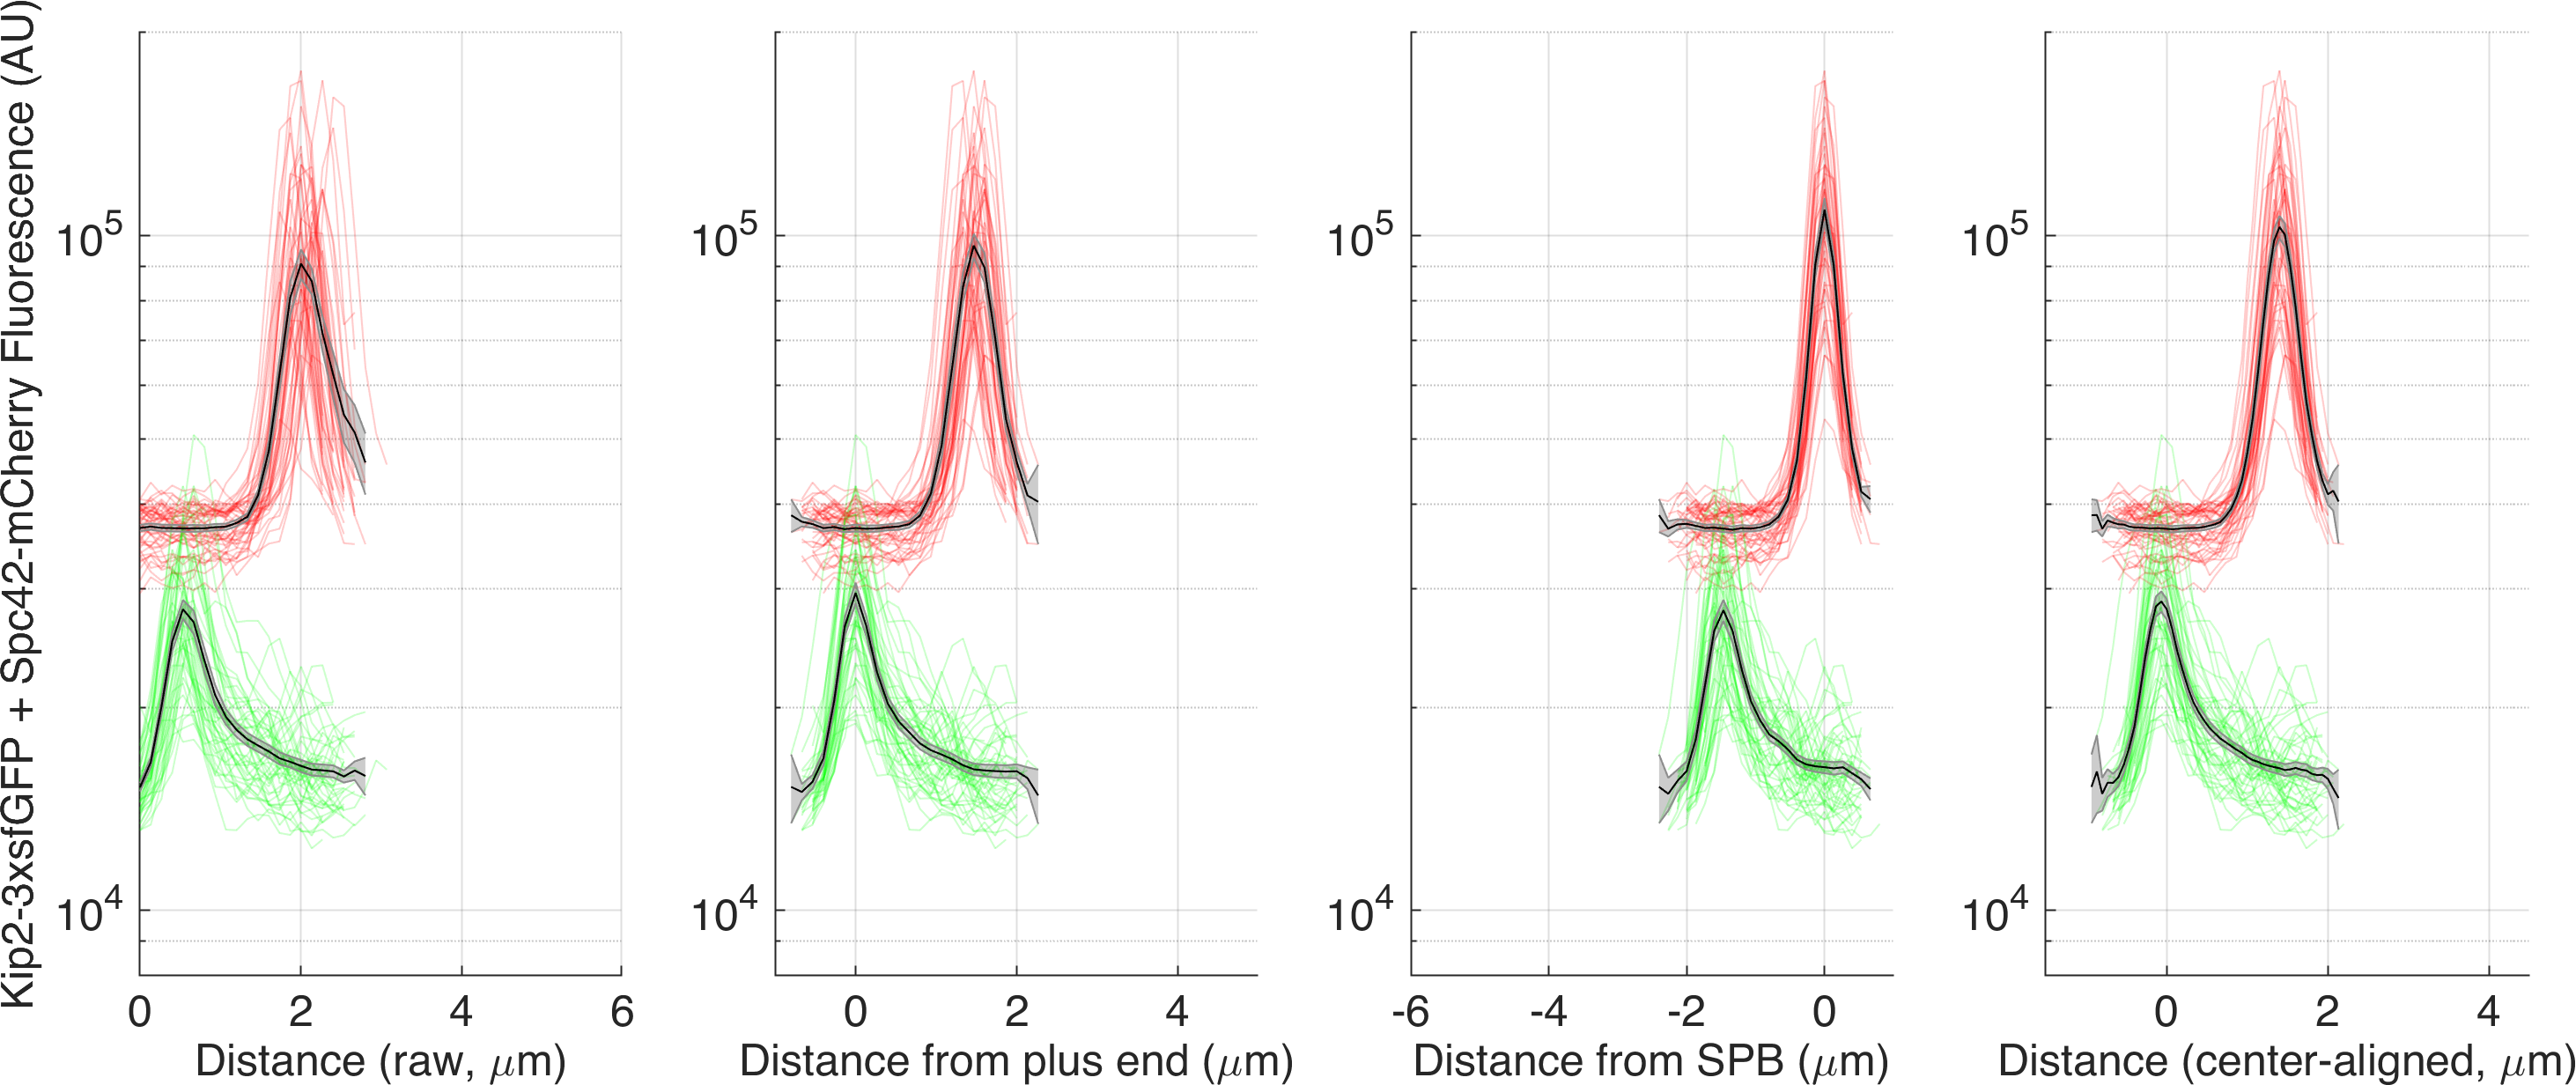 Kip2-3xsfGFP + Spc42-mCherry Fluorescence (AU)
10^5
10^4
0 2 4 6
Distance (raw, μm)
10^5
10^4
0 2 4
Distance from plus end (μm)
10^5
10^4
-6 -4 -2 0
Distance from SPB (μm)
10^5
10^4
0 2 4
Distance (center-aligned, μm)